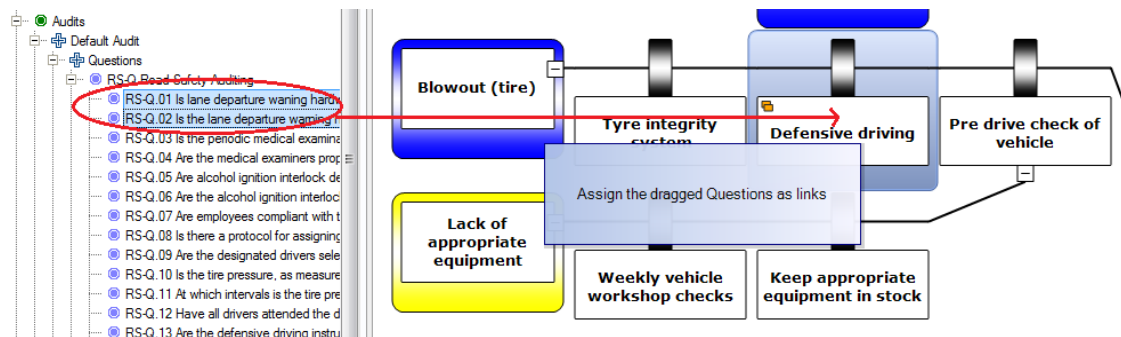 Audits
Default Audit
Questions
RS-Q Road Safety Auditing
RS-Q.01 Is lane departure waning hard
RS-Q.02 Is the lane departure warning
RS-Q.03 Is the periodic medical examina
RS-Q.04 Are the medical examiners prop
RS-Q.05 Are alcohol ignition interlock de
RS-Q.06 Are the alcohol ignition interloc
RS-Q.07 Are employees compliant with t
RS-Q.08 Is there a protocol for assigning
RS-Q.09 Are the designated drivers sele
RS-Q.10 Is the tire pressure, as measure
RS-Q.11 At which intervals is the tire pre
RS-Q.12 Have all drivers attended the d
RS-Q.13 Are the defensive driving instru
Blowout (tire)
Tyre integrity
system
Defensive driving
Pre drive check of
vehicle
Assign the dragged Questions as links
Lack of
appropriate
equipment
Weekly vehicle
workshop checks
Keep appropriate
equipment in stock